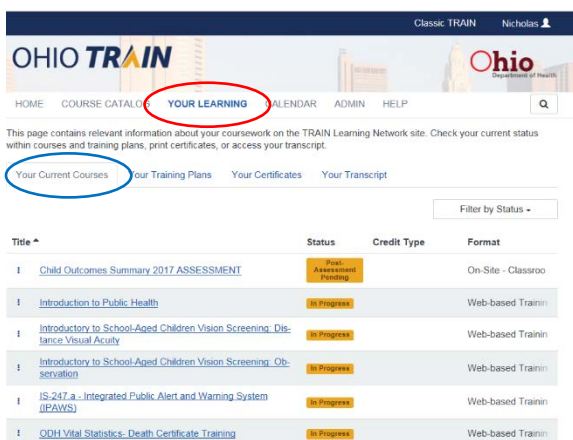 Classic TRAIN Nicholas
OHIO TRAIN
Ohio
Department of Health
HOME COURSE CATALOG YOUR LEARNING CALENDAR ADMIN HELP
This page contains relevant information about your coursework on the TRAIN Learning Network site. Check your current status
within courses and training plans, print certificates, or access your transcript.
Your Current Courses Your Training Plans Your Certificates Your Transcript
Filter by Status
Title Status Credit Type Format
Child Outcomes Summary 2017 ASSESSMENT Post-Assessment Pending On-Site - Classroo
Introduction to Public Health In Progress Web-based Trainin
Introductory to School-Aged Children Vision Screening: Dis-
tance Visual Acuity In Progress Web-based Trainin
Introductory to School-Aged Children Vision Screening: Ob-
servation In Progress Web-based Trainin
IS-247.a - Integrated Public Alert and Warning System
(IPAWS) In Progress Web-based Trainin
ODH Vital Statistics- Death Certificate Training In Progress Web-based Trainin